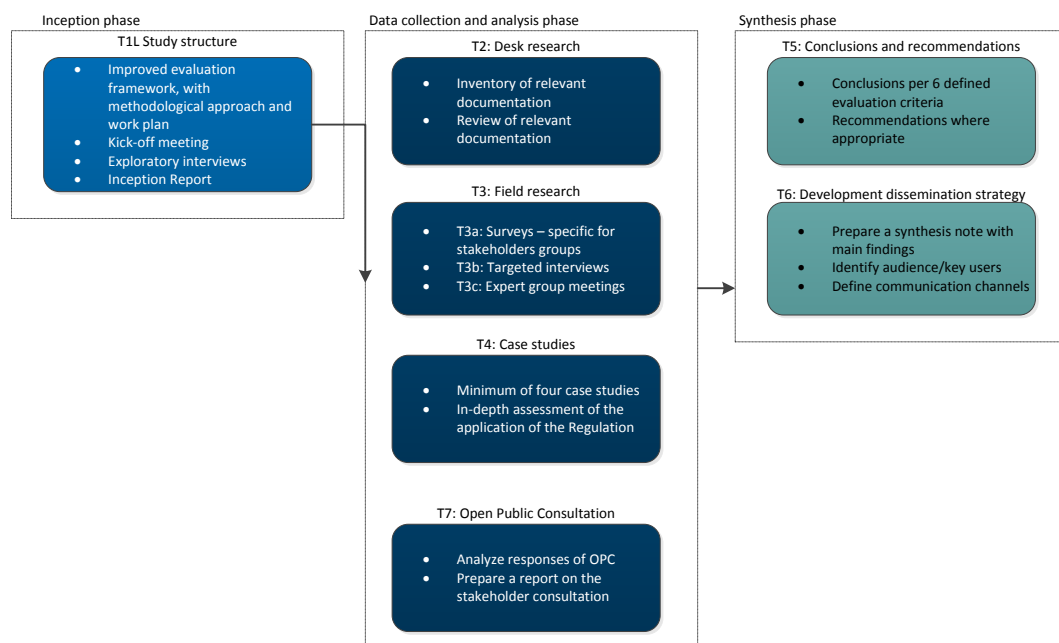 Inception phase
T1L Study structure
• Improved evaluation
framework, with
methodological approach and
work plan
• Kick-off meeting
• Exploratory interviews
• Inception Report
Data collection and analysis phase
T2: Desk research
• Inventory of relevant
documentation
• Review of relevant
documentation
T3: Field research
• T3a: Surveys – specific for
stakeholders groups
• T3b: Targeted interviews
• T3c: Expert group meetings
T4: Case studies
• Minimum of four case studies
• In-depth assessment of the
application of the Regulation
T7: Open Public Consultation
• Analyze responses of OPC
• Prepare a report on the
stakeholder consultation
Synthesis phase
T5: Conclusions and recommendations
• Conclusions per 6 defined
evaluation criteria
• Recommendations where
appropriate
T6: Development dissemination strategy
• Prepare a synthesis note with
main findings
• Identify audience/key users
• Define communication channels